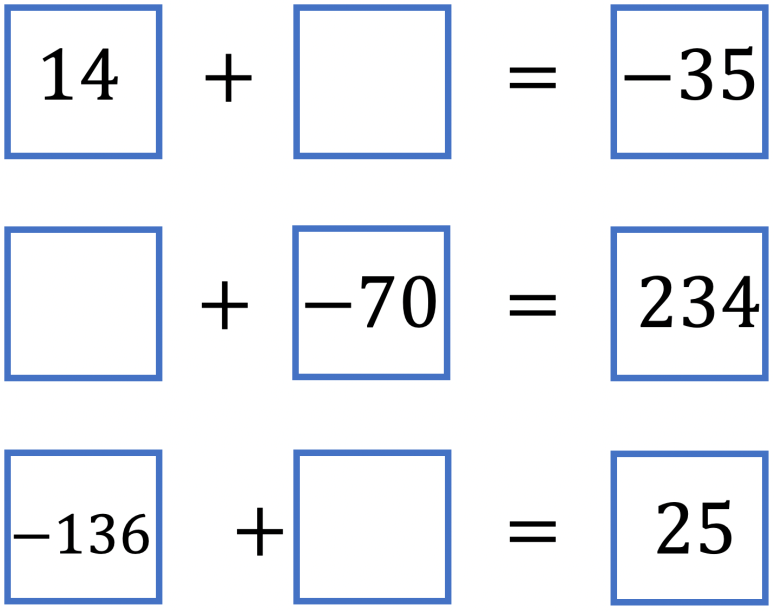 14 + = −35
+ −70 = 234
−136 + = 25